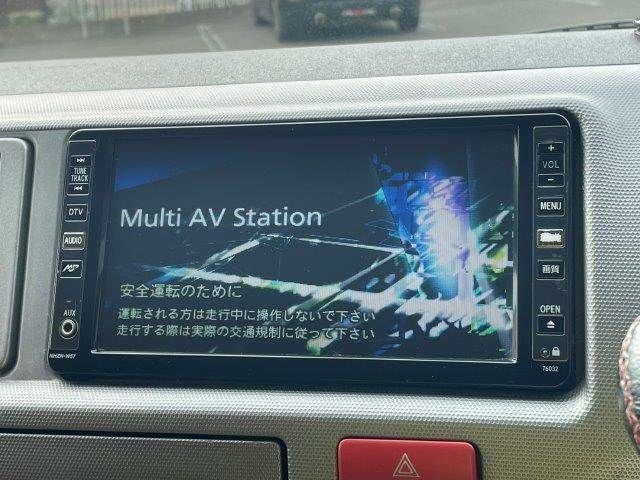 TUNE
TRACK
DTV
AUDIO
AUX
NHDN-W57
Multi AV Station
安全運転のために
運転される方は走行中に操作しないで下さい
走行する際は実際の交通規制に従って下さい
+
VOL
−
MENU
画質
OPEN
76032